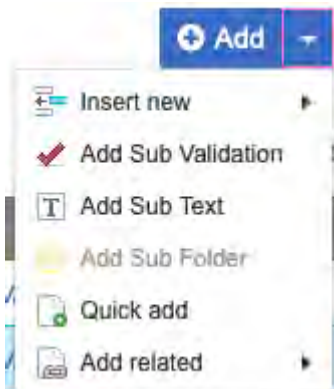 Add
Insert new
Add Sub Validation
T Add Sub Text
Add Sub Folder
Quick add
Add related